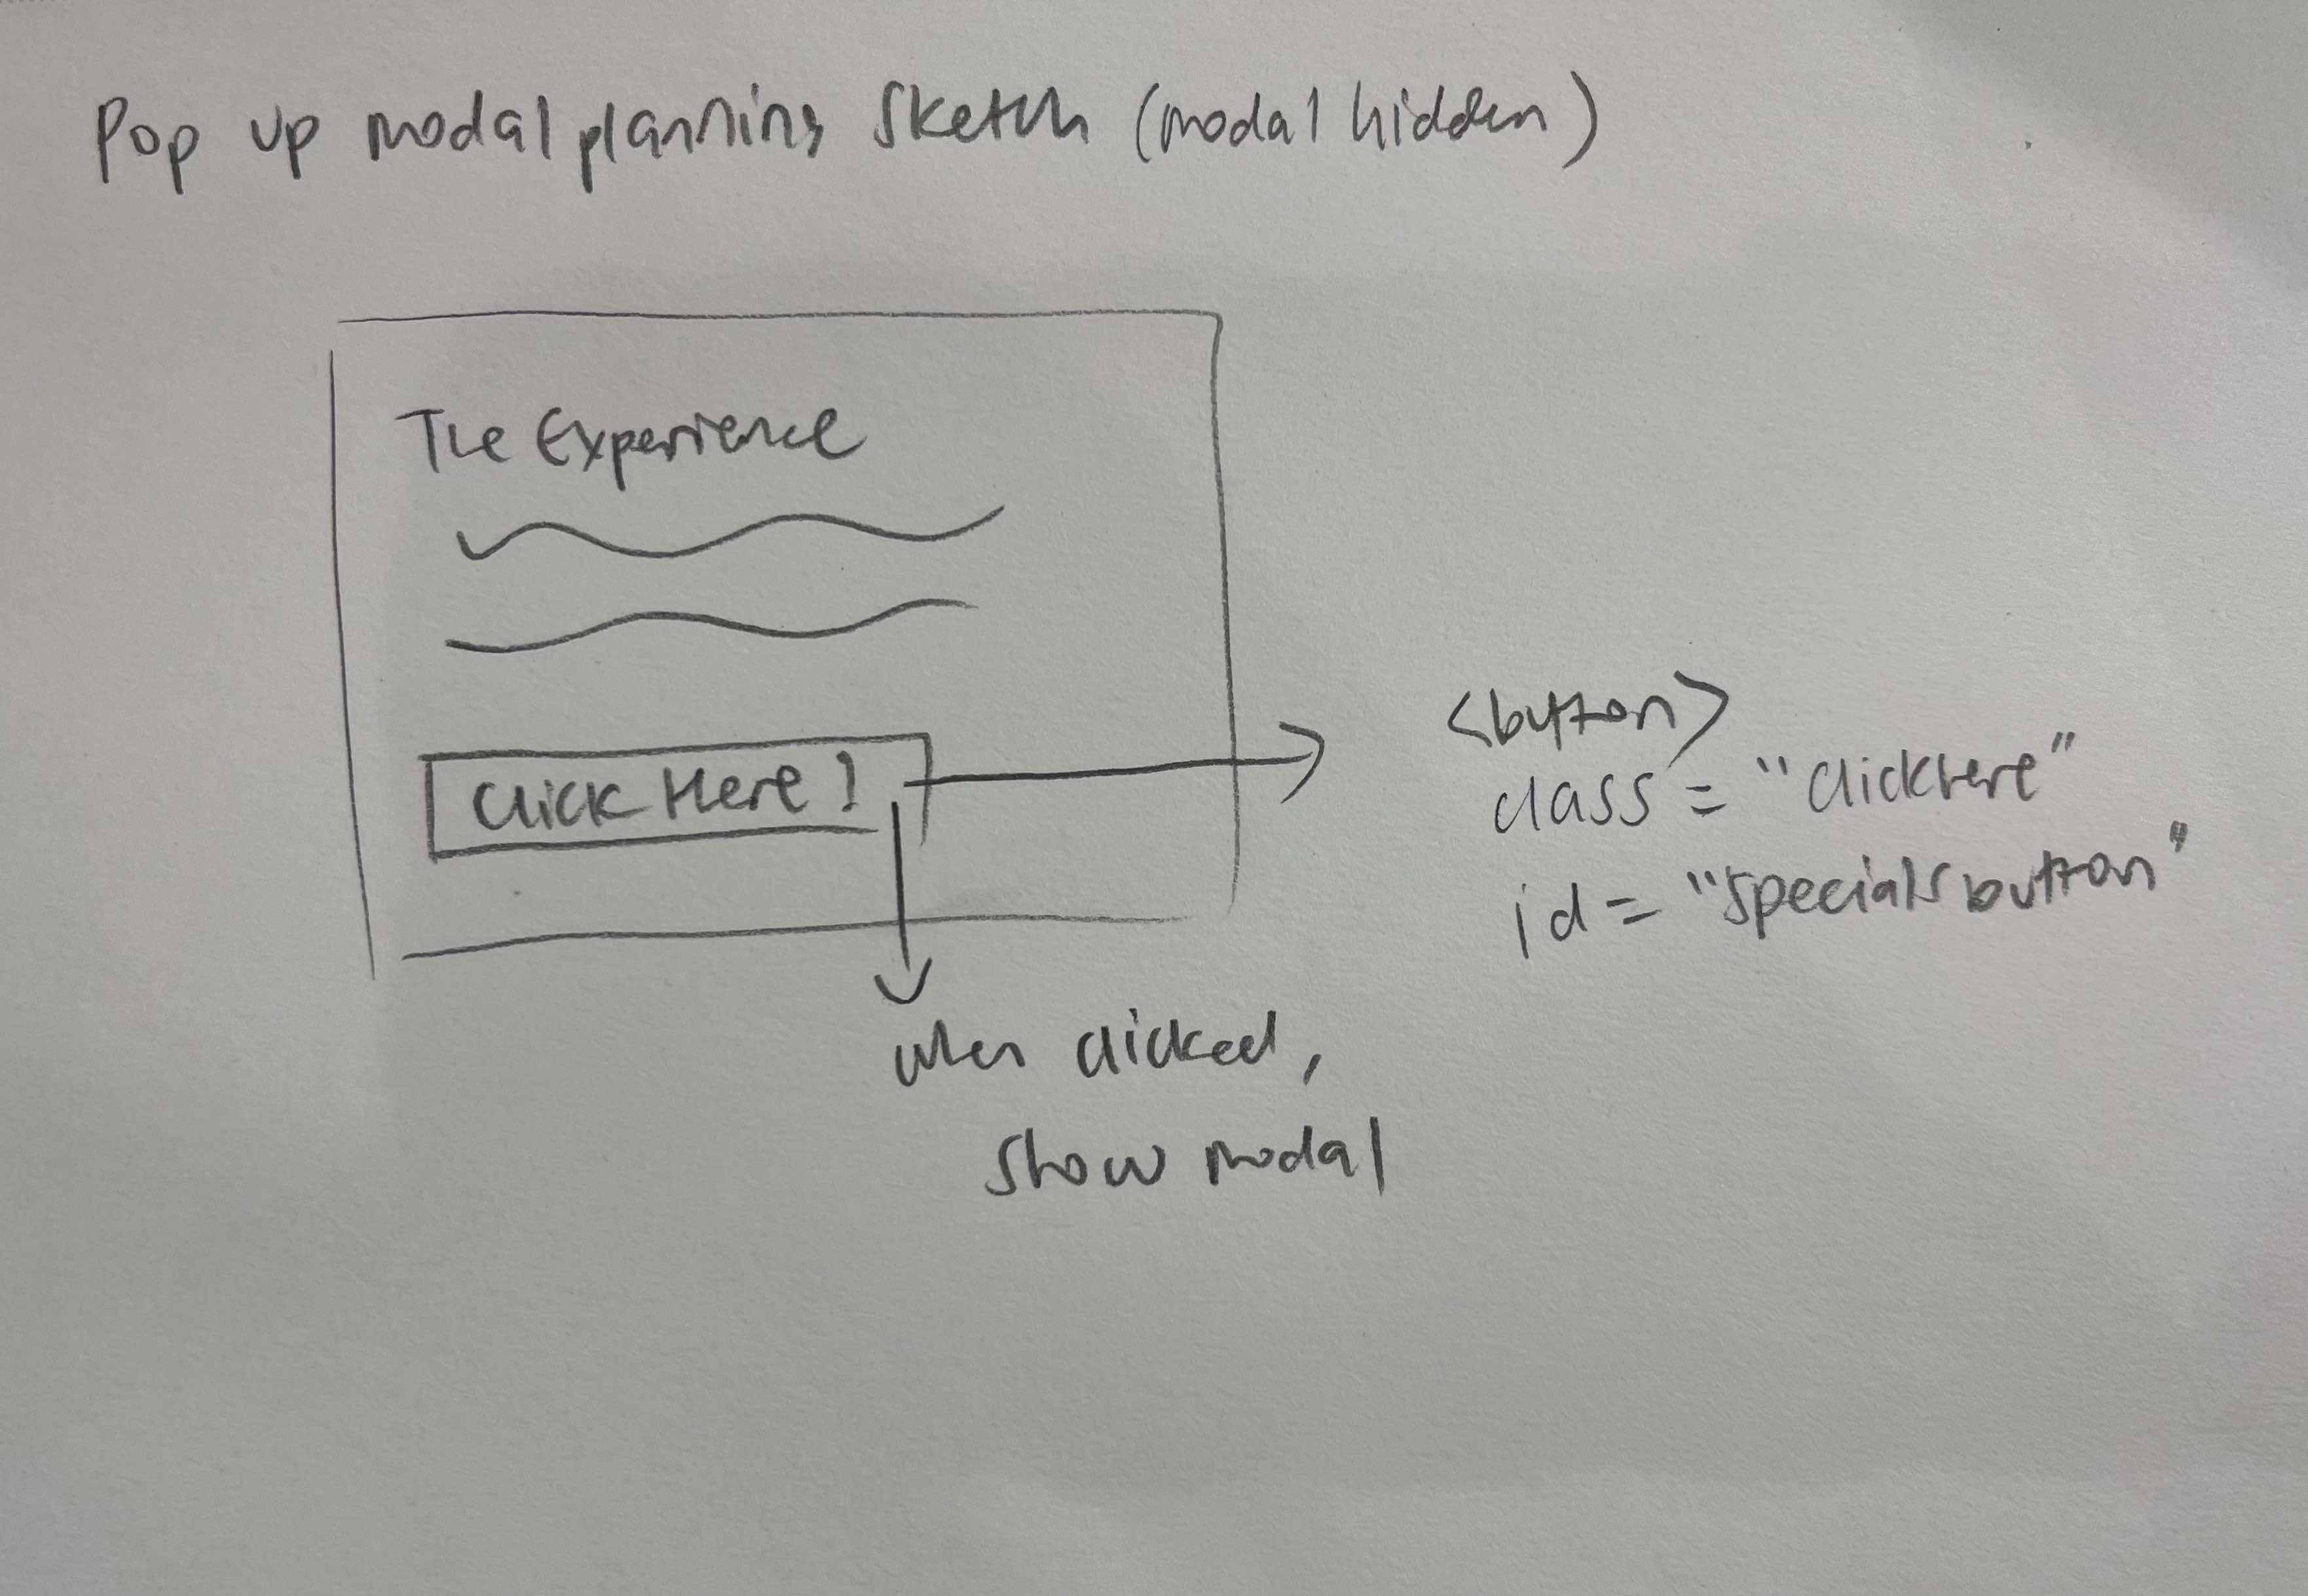 Pop up modal planning sketch (modal hidden)
The Experience
Click Here!
<button>
class = "clickhere"
id = "specialsbutton"
when clicked,
show modal